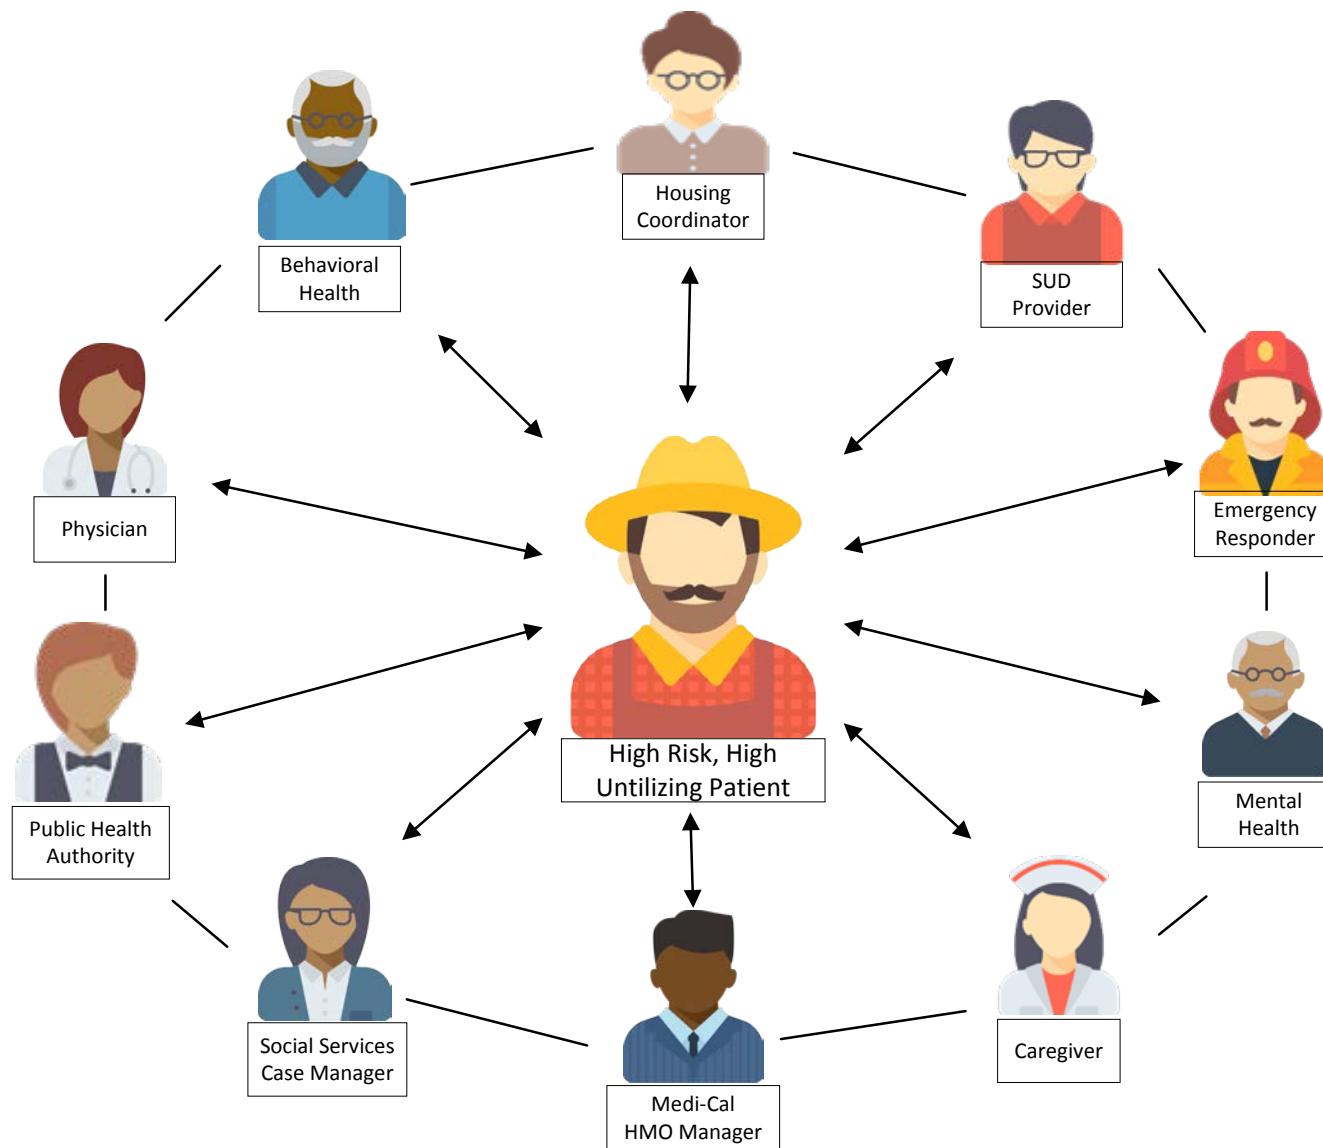 Housing
Coordinator
Behavioral
Health
SUD
Provider
Physician
Emergency
Responder
High Risk, High
Untilizing Patient
Public Health
Authority
Mental
Health
Social Services
Case Manager
Caregiver
Medi-Cal
HMO Manager